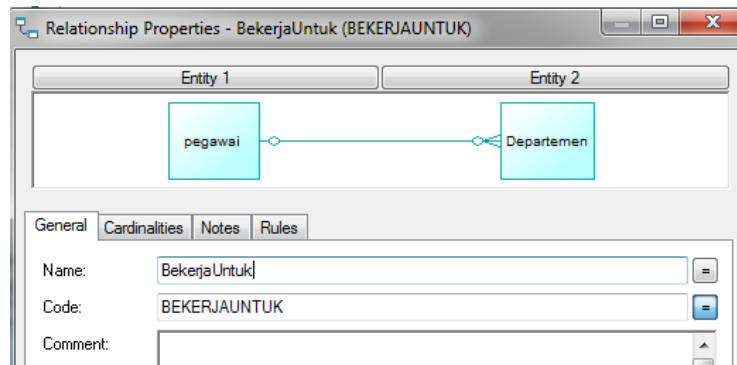 Relationship Properties - BekerjaUntuk (BEKERJAUNTUK)
Entity 1 Entity 2
pegawai Departemen
General Cardinalities Notes Rules
Name: BekerjaUntuk =
Code: BEKERJAUNTUK =
Comment: